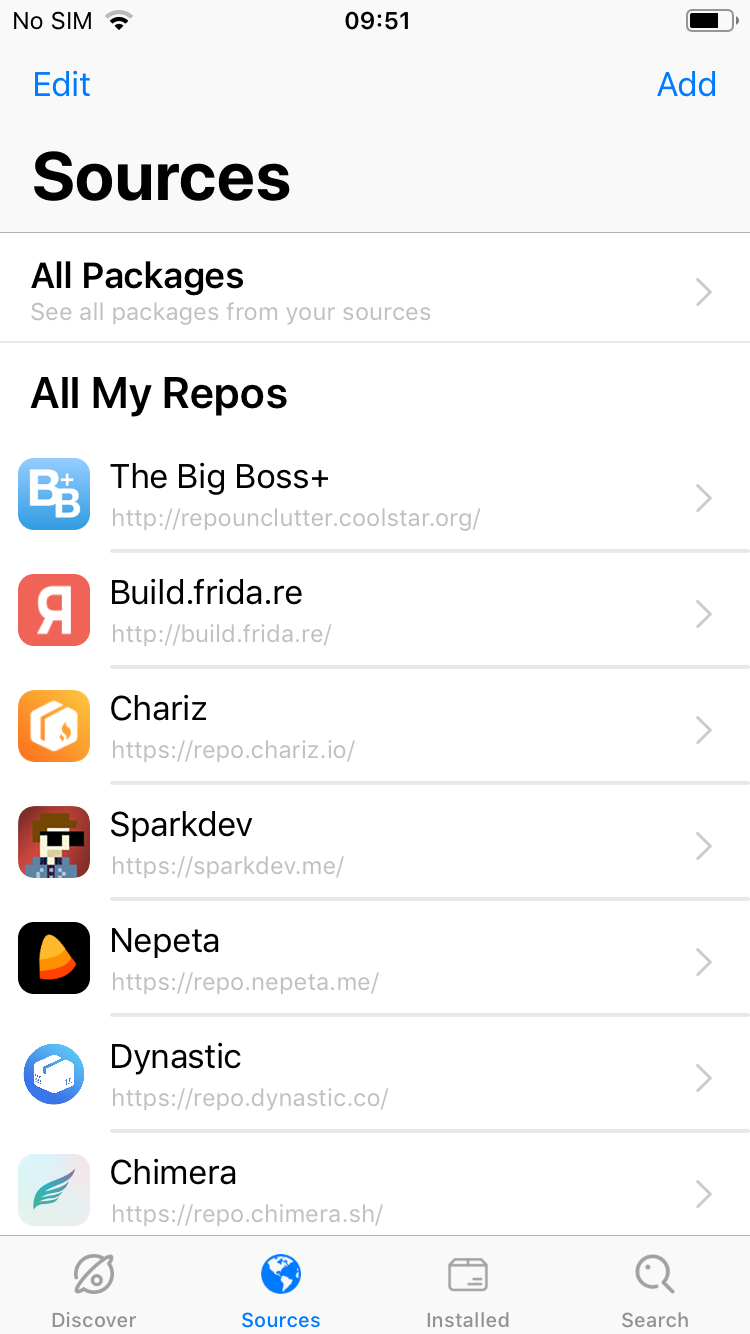 No SIM 09:51
Edit Add
Sources
All Packages
See all packages from your sources
All My Repos
B+B
The Big Boss+
http://repounclutter.coolstar.org/
Я
Build.frida.re
http://build.frida.re/
Chariz
https://repo.chariz.io/
Sparkdev
https://sparkdev.me/
Nepeta
https://repo.nepeta.me/
Dynastic
https://repo.dynastic.co/
Chimera
https://repo.chimera.sh/
Discover Sources Installed Search